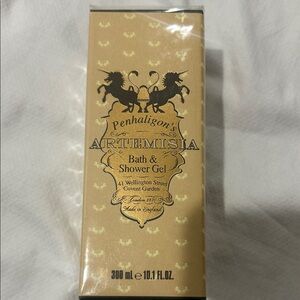 Penhaligon's
ARTEMISIA
Bath &
Shower Gel
41 Wellington Street
Covent Garden
London 1870
Made in England
300 mL ℮ 10.1 FL.OZ.